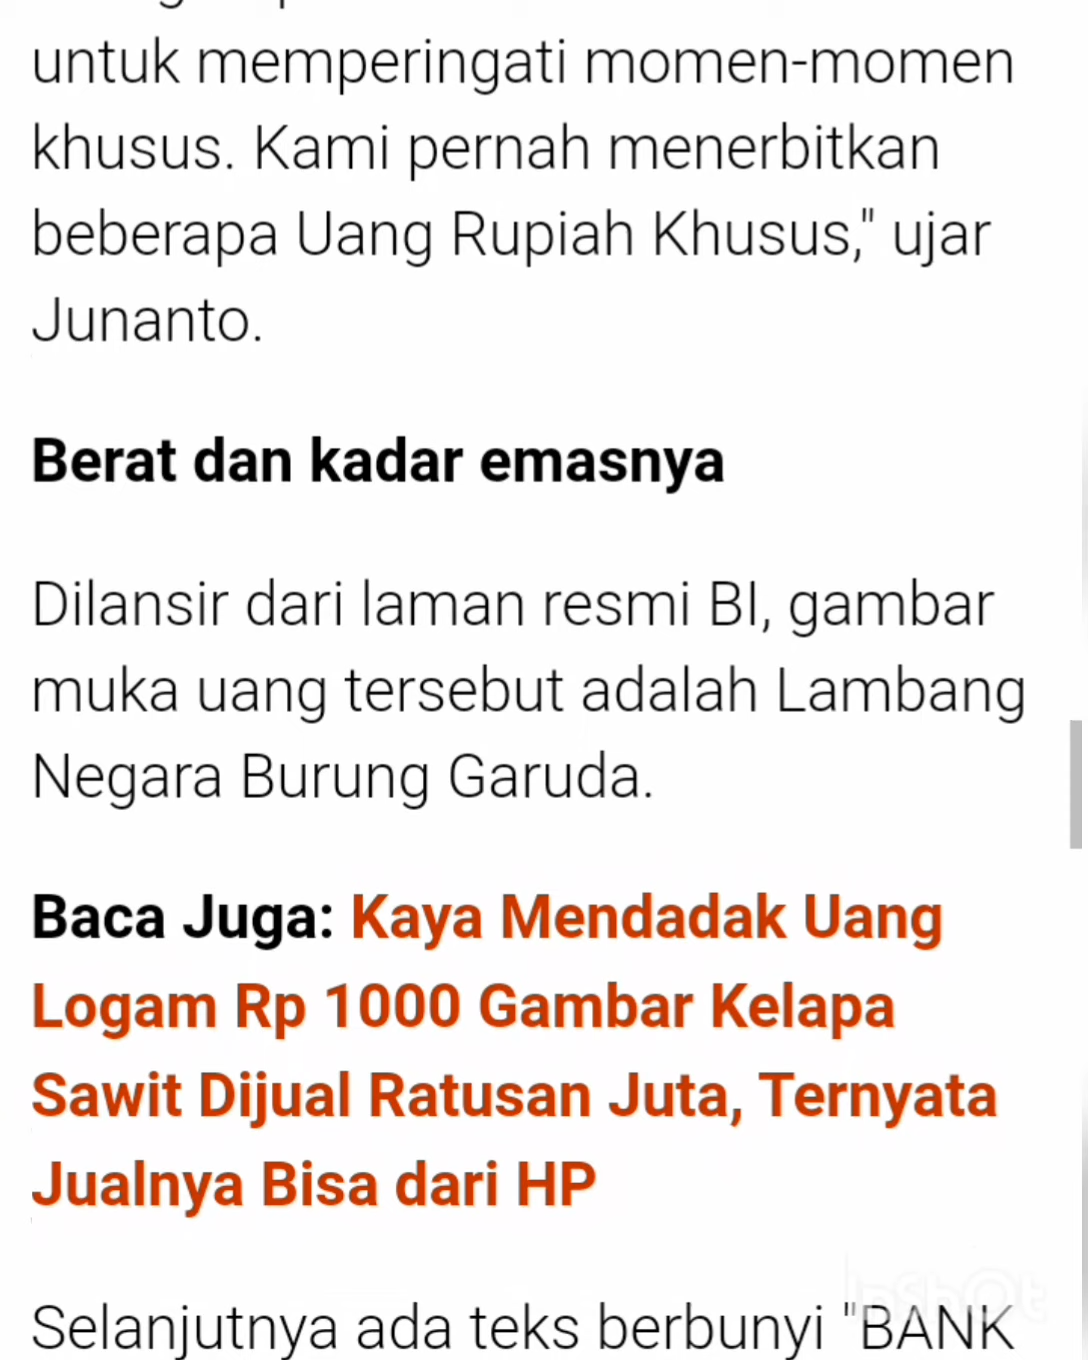 untuk memperingati momen-momen
khusus. Kami pernah menerbitkan
beberapa Uang Rupiah Khusus," ujar
Junanto.
Berat dan kadar emasnya
Dilansir dari laman resmi BI, gambar
muka uang tersebut adalah Lambang
Negara Burung Garuda.
Baca Juga: Kaya Mendadak Uang
Logam Rp 1000 Gambar Kelapa
Sawit Dijual Ratusan Juta, Ternyata
Jualnya Bisa dari HP
InShOt
Selanjutnya ada teks berbunyi "BANK